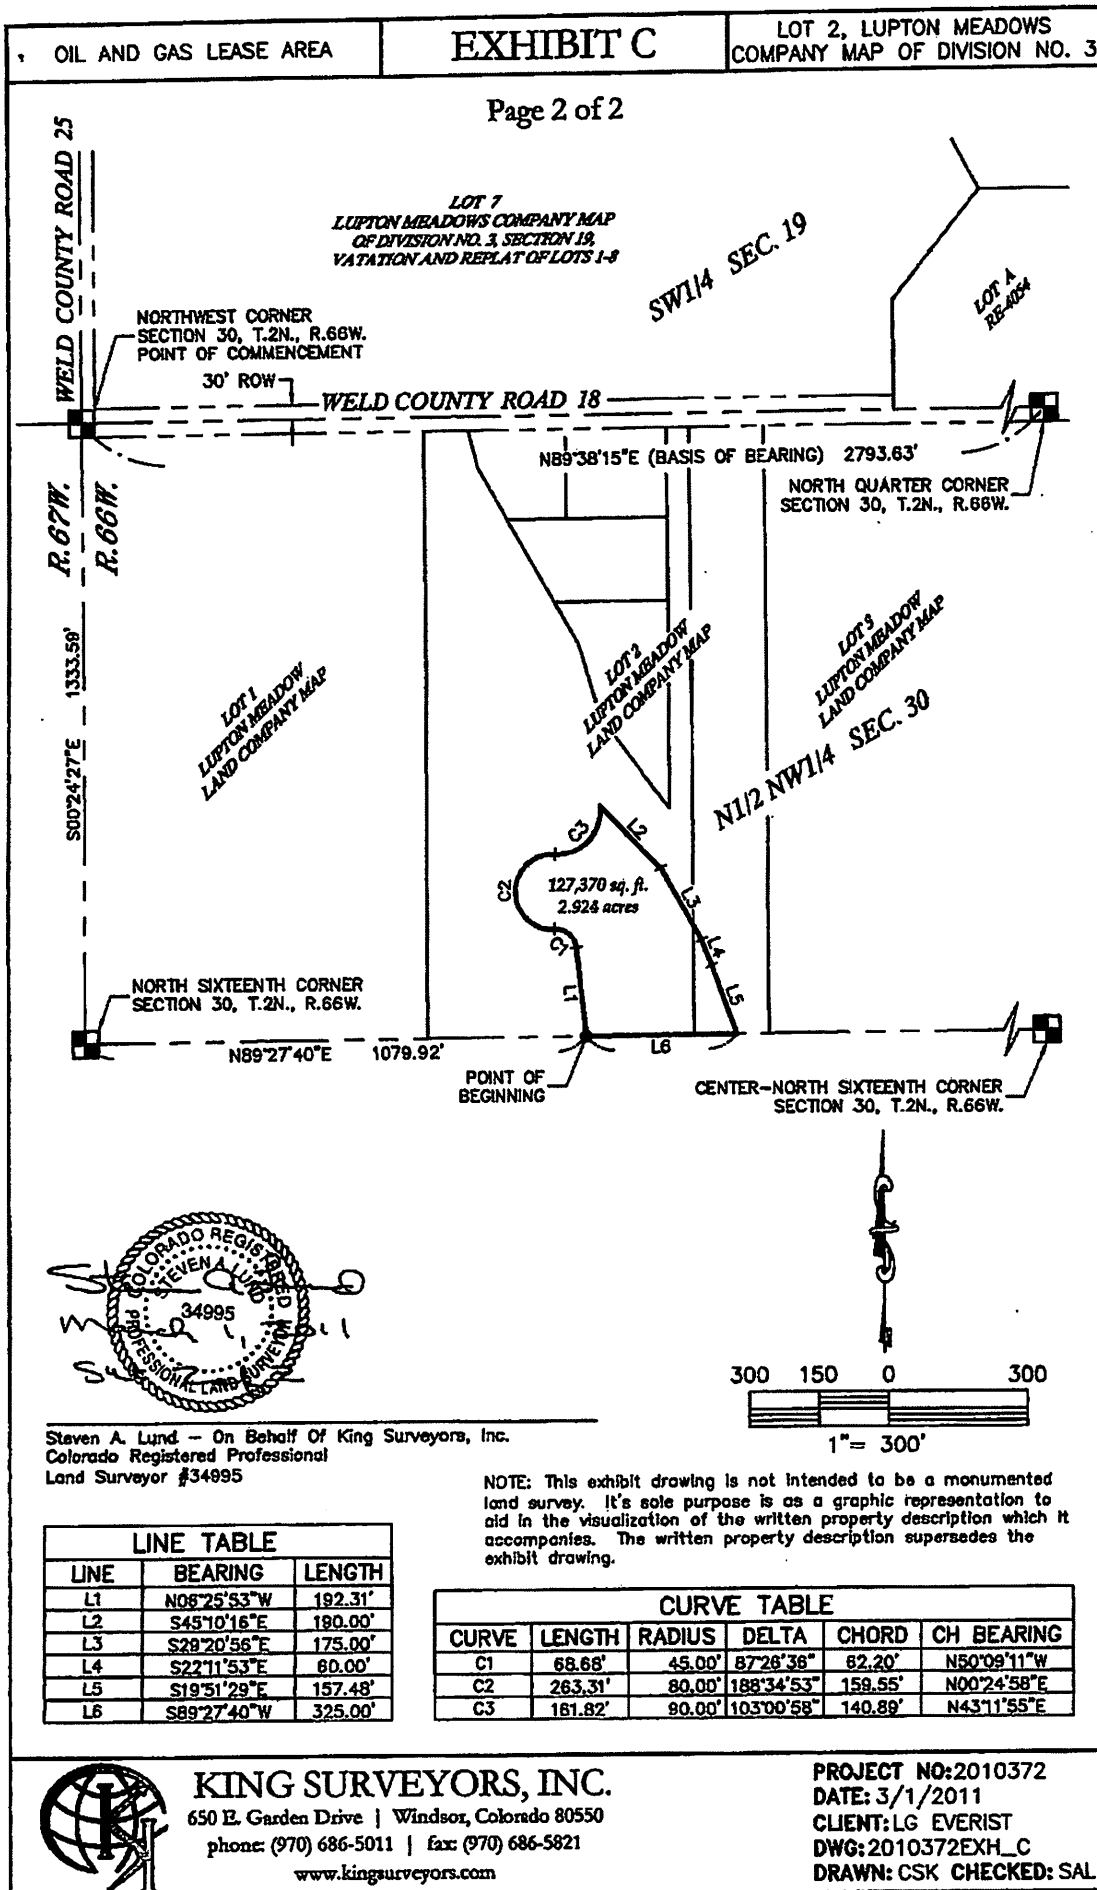 OIL AND GAS LEASE AREA
EXHIBIT C
LOT 2, LUPTON MEADOWS
COMPANY MAP OF DIVISION NO. 3
Page 2 of 2
WELD COUNTY ROAD 25
LOT 7
LUPTON MEADOWS COMPANY MAP
OF DIVISION NO. 3, SECTION 19,
VATATION AND REPLAT OF LOTS 1-8
SW1/4 SEC. 19
LOT A
RE-4054
NORTHWEST CORNER
SECTION 30, T.2N., R.66W.
POINT OF COMMENCEMENT
30' ROW
WELD COUNTY ROAD 18
N89°38'15"E (BASIS OF BEARING) 2793.63'
NORTH QUARTER CORNER
SECTION 30, T.2N., R.66W.
R.67W.
R.66W.
S00°24'27"E 1333.59'
LOT 1
LUPTON MEADOW
LAND COMPANY MAP
LOT 2
LUPTON MEADOW
LAND COMPANY MAP
LOT 3
LUPTON MEADOW
LAND COMPANY MAP
N1/2 NW1/4 SEC. 30
C3
L2
C2
127,370 sq. ft.
2.924 acres
L3
C1
L4
L1
L5
NORTH SIXTEENTH CORNER
SECTION 30, T.2N., R.66W.
N89°27'40"E 1079.92'
L6
POINT OF
BEGINNING
CENTER-NORTH SIXTEENTH CORNER
SECTION 30, T.2N., R.66W.
COLORADO REGISTERED
STEVEN A. LUND
34995
PROFESSIONAL LAND SURVEYOR
300 150 0 300
1"= 300'
Steven A. Lund - On Behalf Of King Surveyors, Inc.
Colorado Registered Professional
Land Surveyor #34995
NOTE: This exhibit drawing is not intended to be a monumented
land survey. It's sole purpose is as a graphic representation to
aid in the visualization of the written property description which it
accompanies. The written property description supersedes the
exhibit drawing.
LINE TABLE
LINE BEARING LENGTH
L1 N06°25'53"W 192.31'
L2 S45°10'16"E 190.00'
L3 S29°20'56"E 175.00'
L4 S22°11'53"E 60.00'
L5 S19°51'29"E 157.48'
L6 S89°27'40"W 325.00'
CURVE TABLE
CURVE LENGTH RADIUS DELTA CHORD CH BEARING
C1 68.68' 45.00' 87°26'36" 62.20' N50°09'11"W
C2 263.31' 80.00' 188°34'53" 159.55' N00°24'58"E
C3 161.82' 90.00' 103°00'58" 140.89' N43°11'55"E
KING SURVEYORS, INC.
650 E. Garden Drive | Windsor, Colorado 80550
phone: (970) 686-5011 | fax: (970) 686-5821
www.kingsurveyors.com
PROJECT NO:2010372
DATE: 3/1/2011
CLIENT: LG EVERIST
DWG:2010372EXH_C
DRAWN: CSK CHECKED: SAL